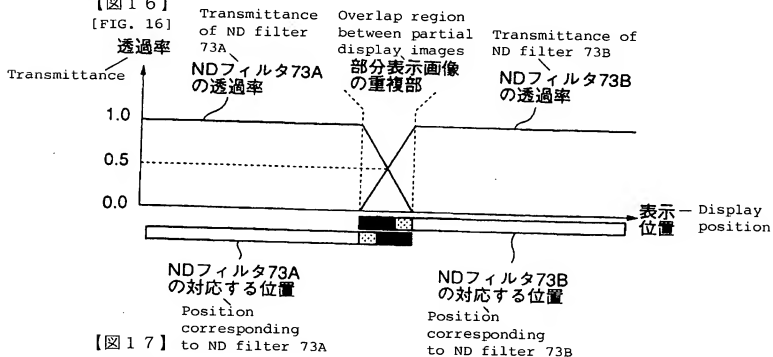 【図１６】
[FIG. 16]
透過率
Transmittance
Transmittance
of ND filter
73A
NDフィルタ73A
の透過率
Overlap region
between partial
display images
部分表示画像
の重複部
Transmittance of
ND filter 73B
NDフィルタ73B
の透過率
1.0
0.5
0.0
表示
位置
Display
position
NDフィルタ73A
の対応する位置
Position
corresponding
to ND filter 73A
NDフィルタ73B
の対応する位置
Position
corresponding
to ND filter 73B
【図１７】